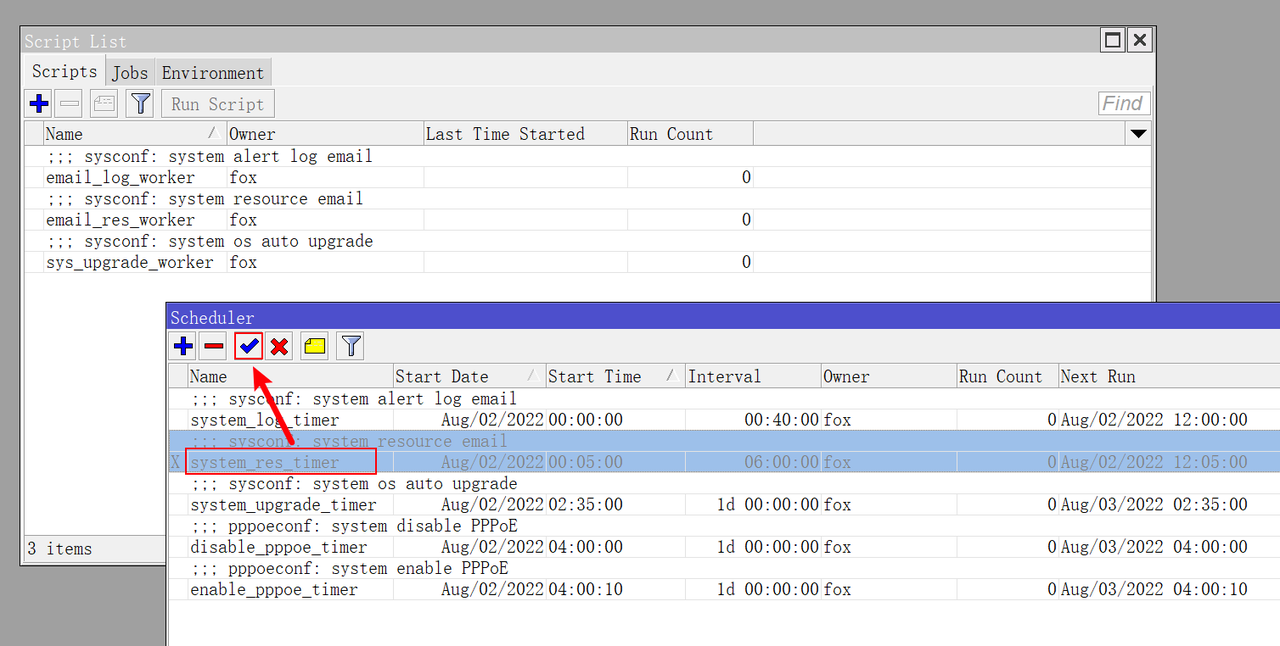 Script List
Scripts Jobs Environment
Run Script Find
Name Owner Last Time Started Run Count
;;; sysconf: system alert log email
email_log_worker fox 0
;;; sysconf: system resource email
email_res_worker fox 0
;;; sysconf: system os auto upgrade
sys_upgrade_worker fox 0
3 items
Scheduler
Name Start Date Start Time Interval Owner Run Count Next Run
;;; sysconf: system alert log email
system_log_timer Aug/02/2022 00:00:00 00:40:00 fox 0 Aug/02/2022 12:00:00
;;; sysconf: system resource email
X system_res_timer Aug/02/2022 00:05:00 06:00:00 fox 0 Aug/02/2022 12:05:00
;;; sysconf: system os auto upgrade
system_upgrade_timer Aug/02/2022 02:35:00 1d 00:00:00 fox 0 Aug/03/2022 02:35:00
;;; pppoeconf: system disable PPPoE
disable_pppoe_timer Aug/02/2022 04:00:00 1d 00:00:00 fox 0 Aug/03/2022 04:00:00
;;; pppoeconf: system enable PPPoE
enable_pppoe_timer Aug/02/2022 04:00:10 1d 00:00:00 fox 0 Aug/03/2022 04:00:10